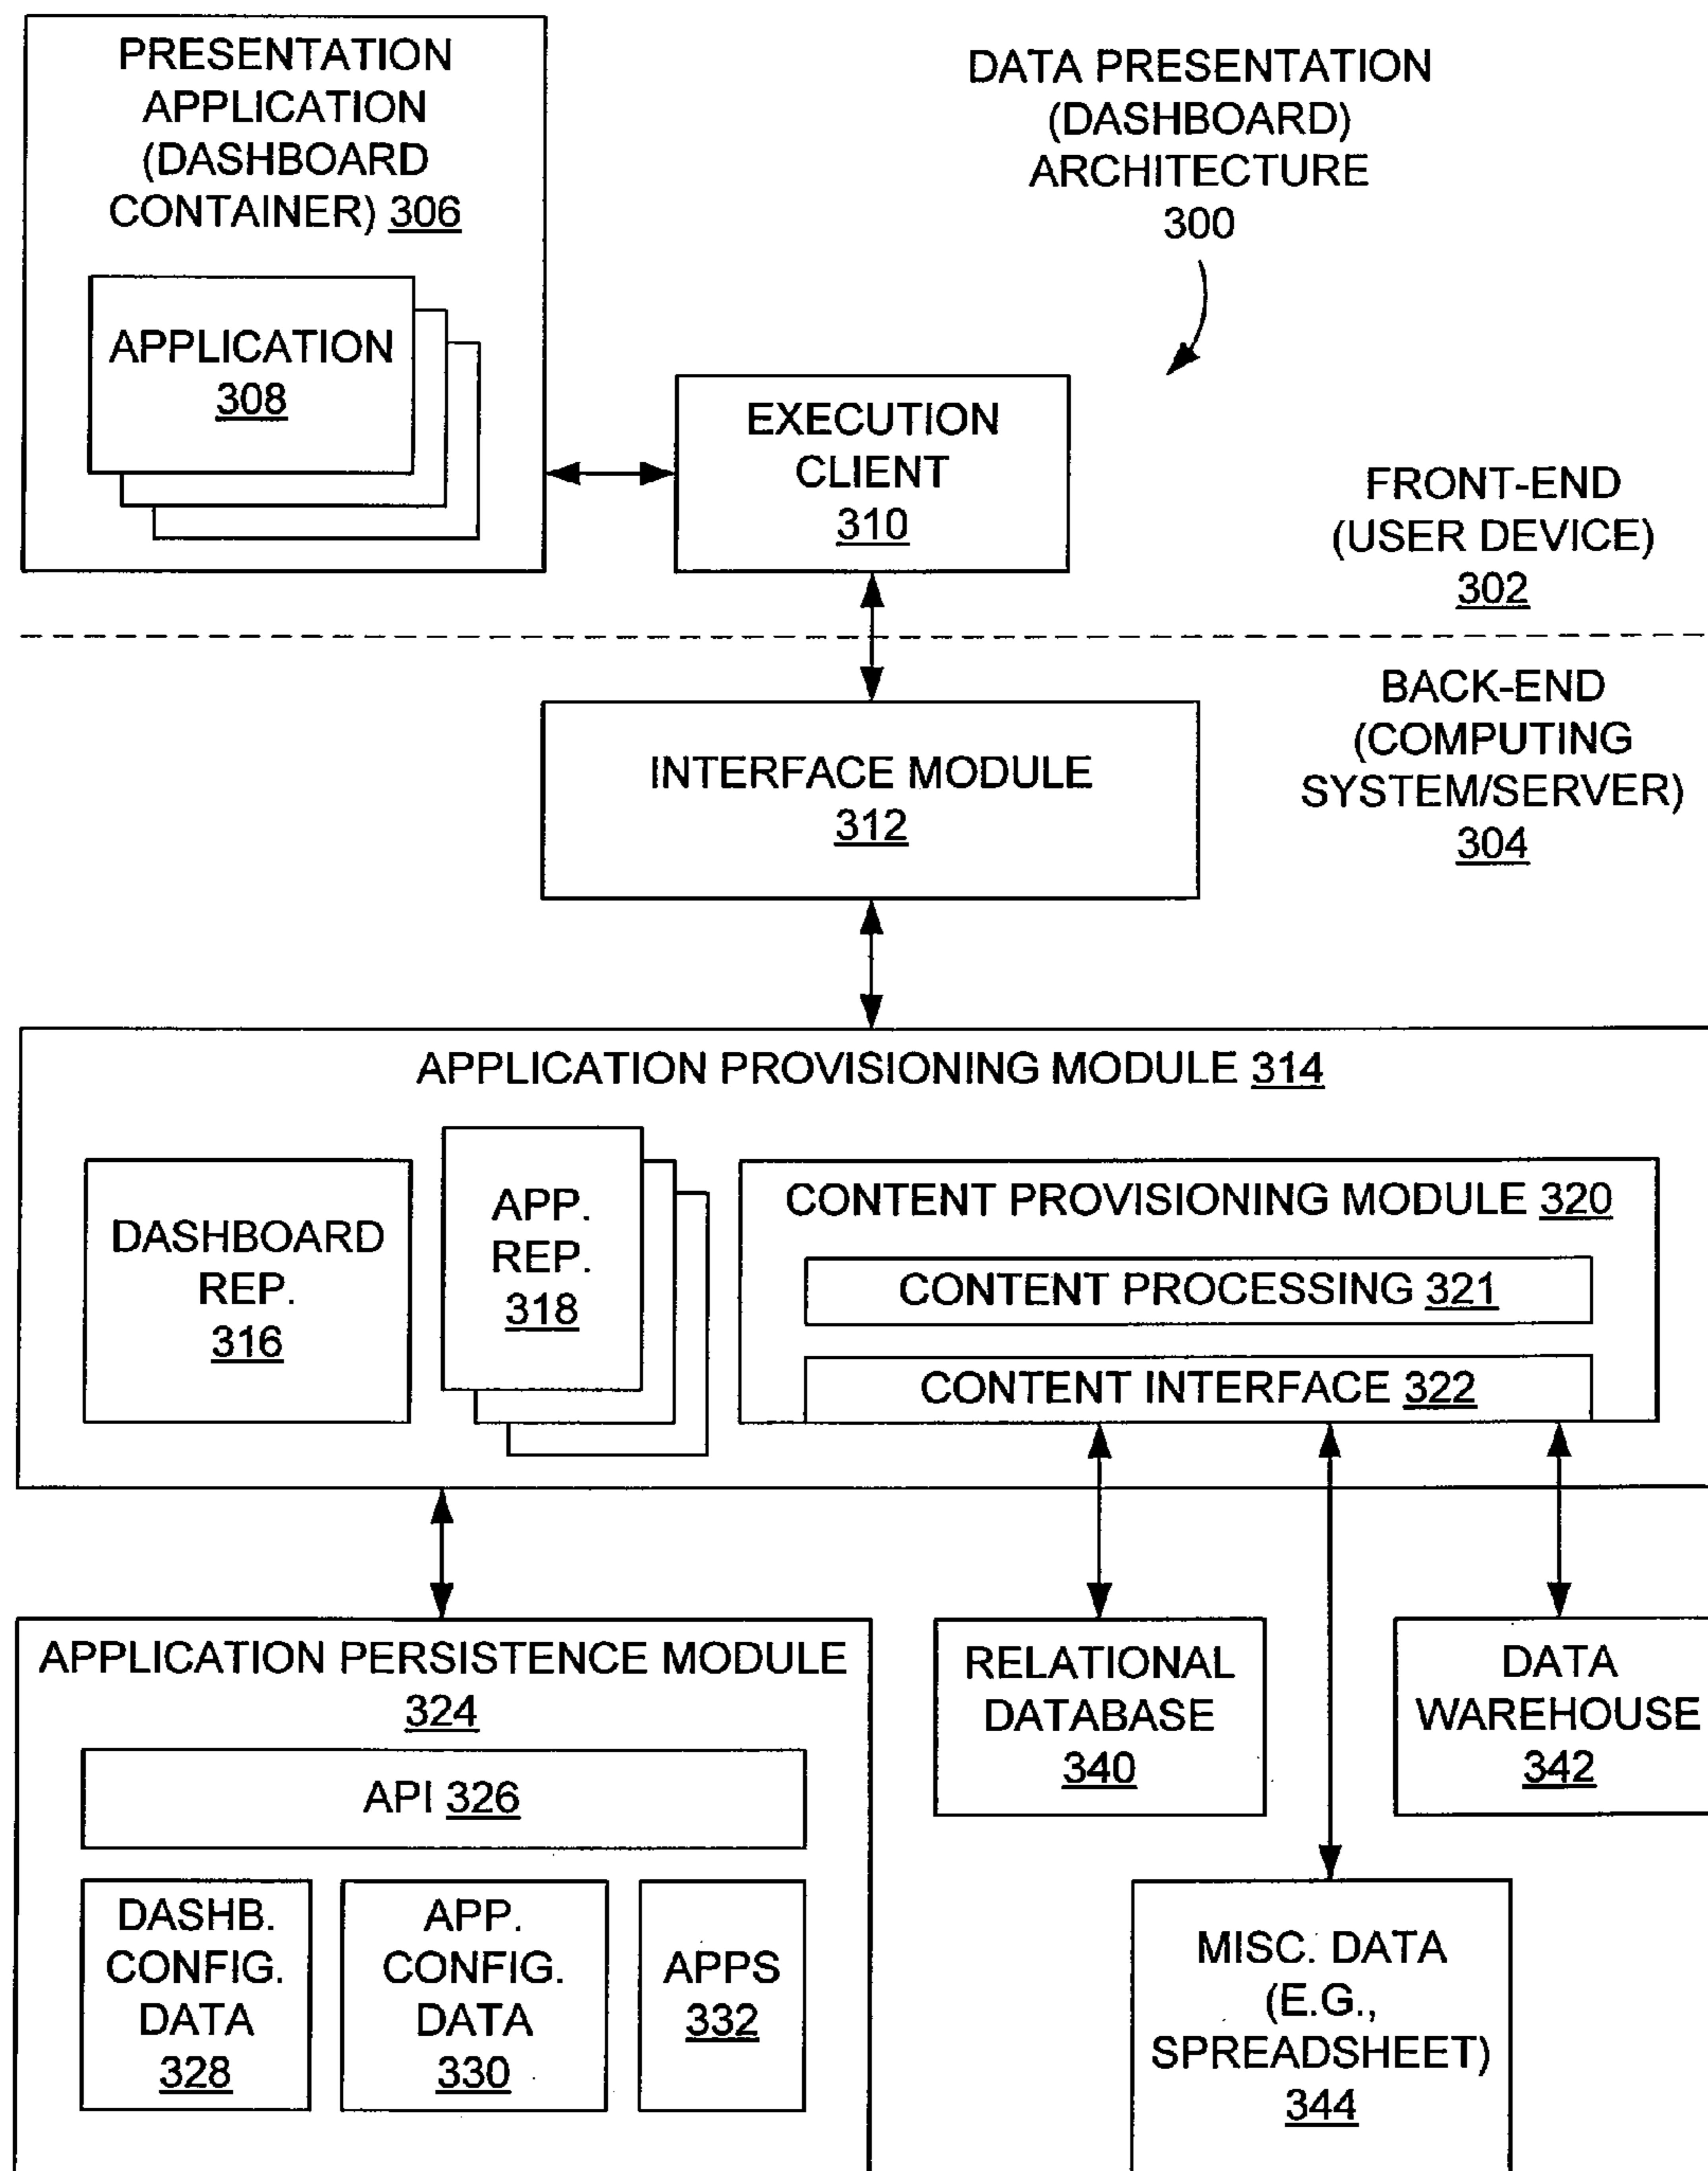 PRESENTATION
APPLICATION
(DASHBOARD
CONTAINER) 306
APPLICATION
308
DATA PRESENTATION
(DASHBOARD)
ARCHITECTURE
300
EXECUTION
CLIENT
310
FRONT-END
(USER DEVICE)
302
BACK-END
(COMPUTING
SYSTEM/SERVER)
304
INTERFACE MODULE
312
APPLICATION PROVISIONING MODULE 314
DASHBOARD
REP.
316
APP.
REP.
318
CONTENT PROVISIONING MODULE 320
CONTENT PROCESSING 321
CONTENT INTERFACE 322
APPLICATION PERSISTENCE MODULE
324
API 326
DASHB.
CONFIG.
DATA
328
APP.
CONFIG.
DATA
330
APPS
332
RELATIONAL
DATABASE
340
DATA
WAREHOUSE
342
MISC. DATA
(E.G.,
SPREADSHEET)
344